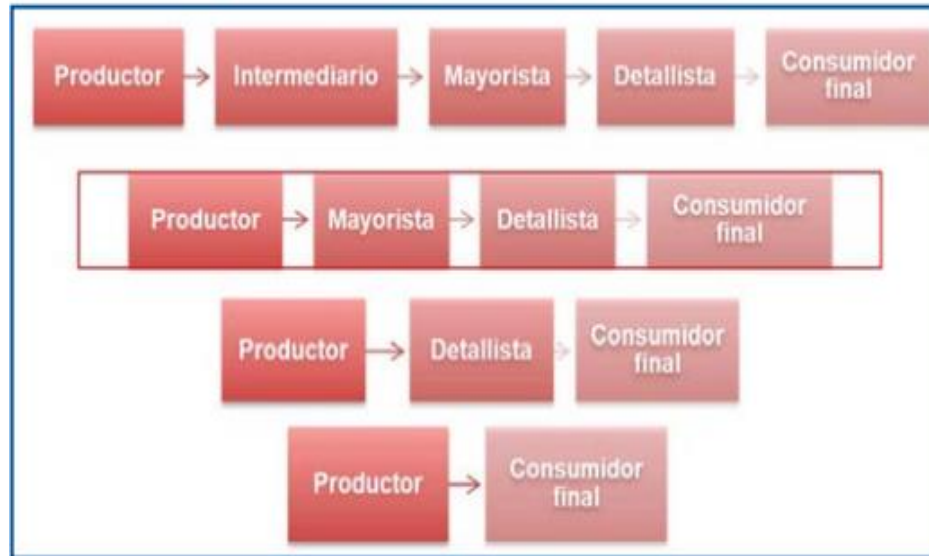 Productor Intermediario Mayorista Detallista Consumidor
final
Productor Mayorista Detallista Consumidor
final
Productor Detallista Consumidor
final
Productor Consumidor
final